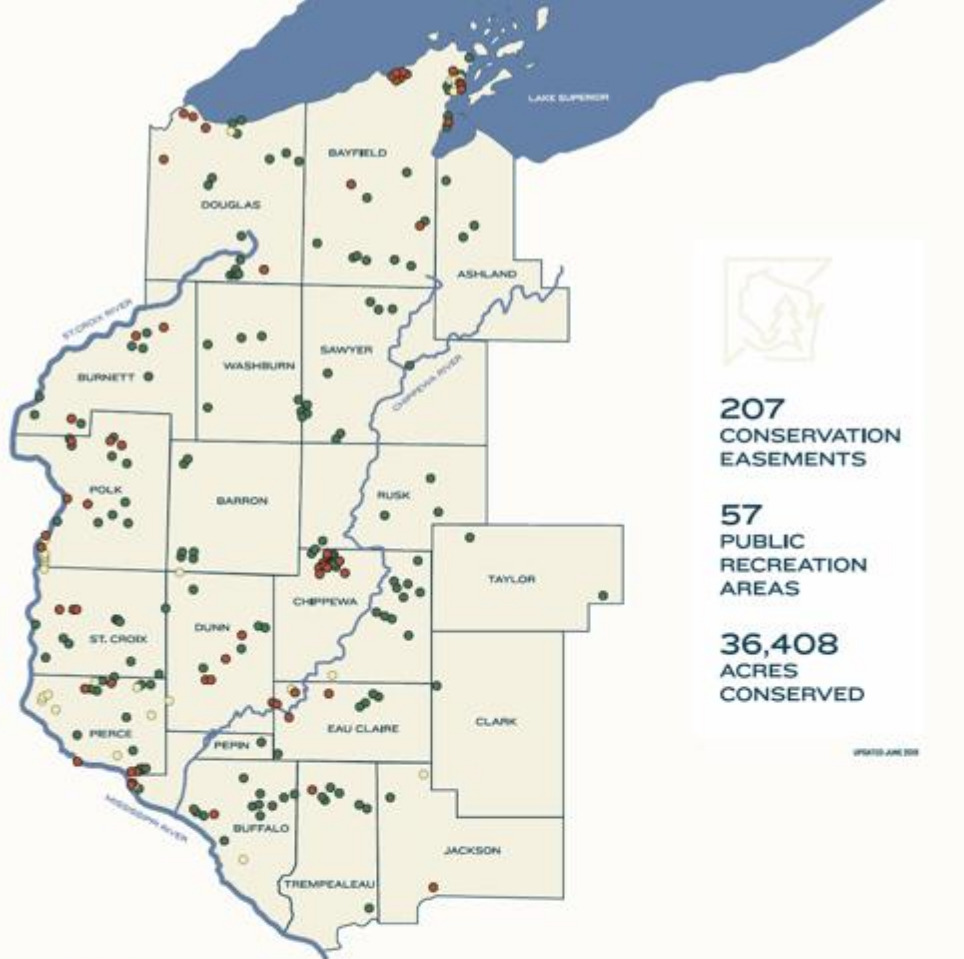 LAKE SUPERIOR
BAYFIELD
DOUGLAS
ASHLAND
ST. CROIX RIVER
SAWYER
WASHBURN
BURNETT
CHIPPEWA RIVER
POLK
BARRON
RUSK
TAYLOR
CHIPPEWA
DUNN
ST. CROIX
CLARK
EAU CLAIRE
PIERCE
PEPIN
MISSISSIPPI RIVER
BUFFALO
JACKSON
TREMPEALEAU
207
CONSERVATION
EASEMENTS
57
PUBLIC
RECREATION
AREAS
36,408
ACRES
CONSERVED
UPDATED JUNE